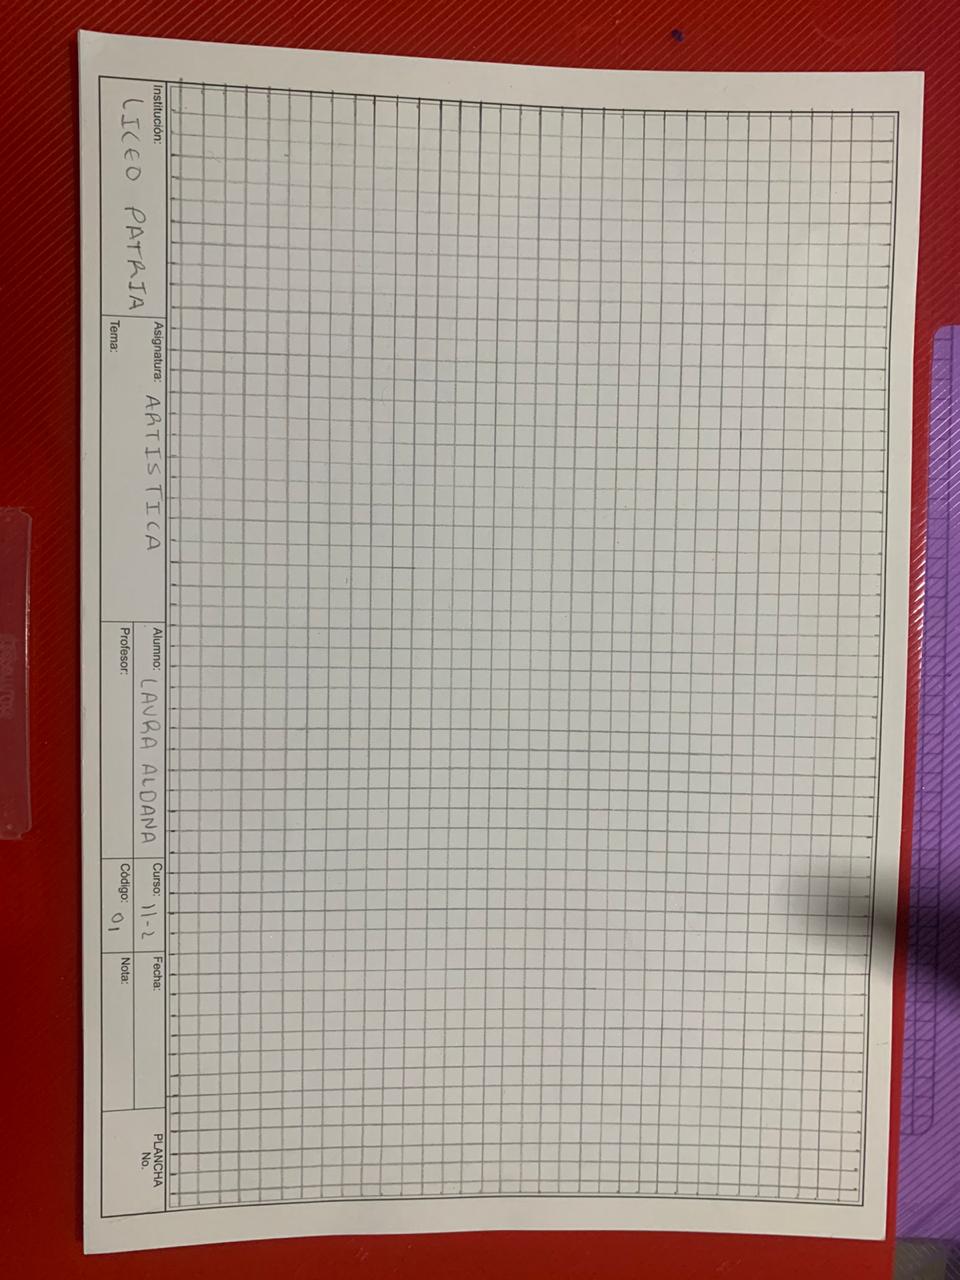 Institución: LICEO PATRIA
Asignatura: ARTISTICA
Tema:
Alumno: LAURA ALDANA
Profesor:
Curso: 11-2
Código: 01
Fecha:
Nota:
PLANCHA
No.